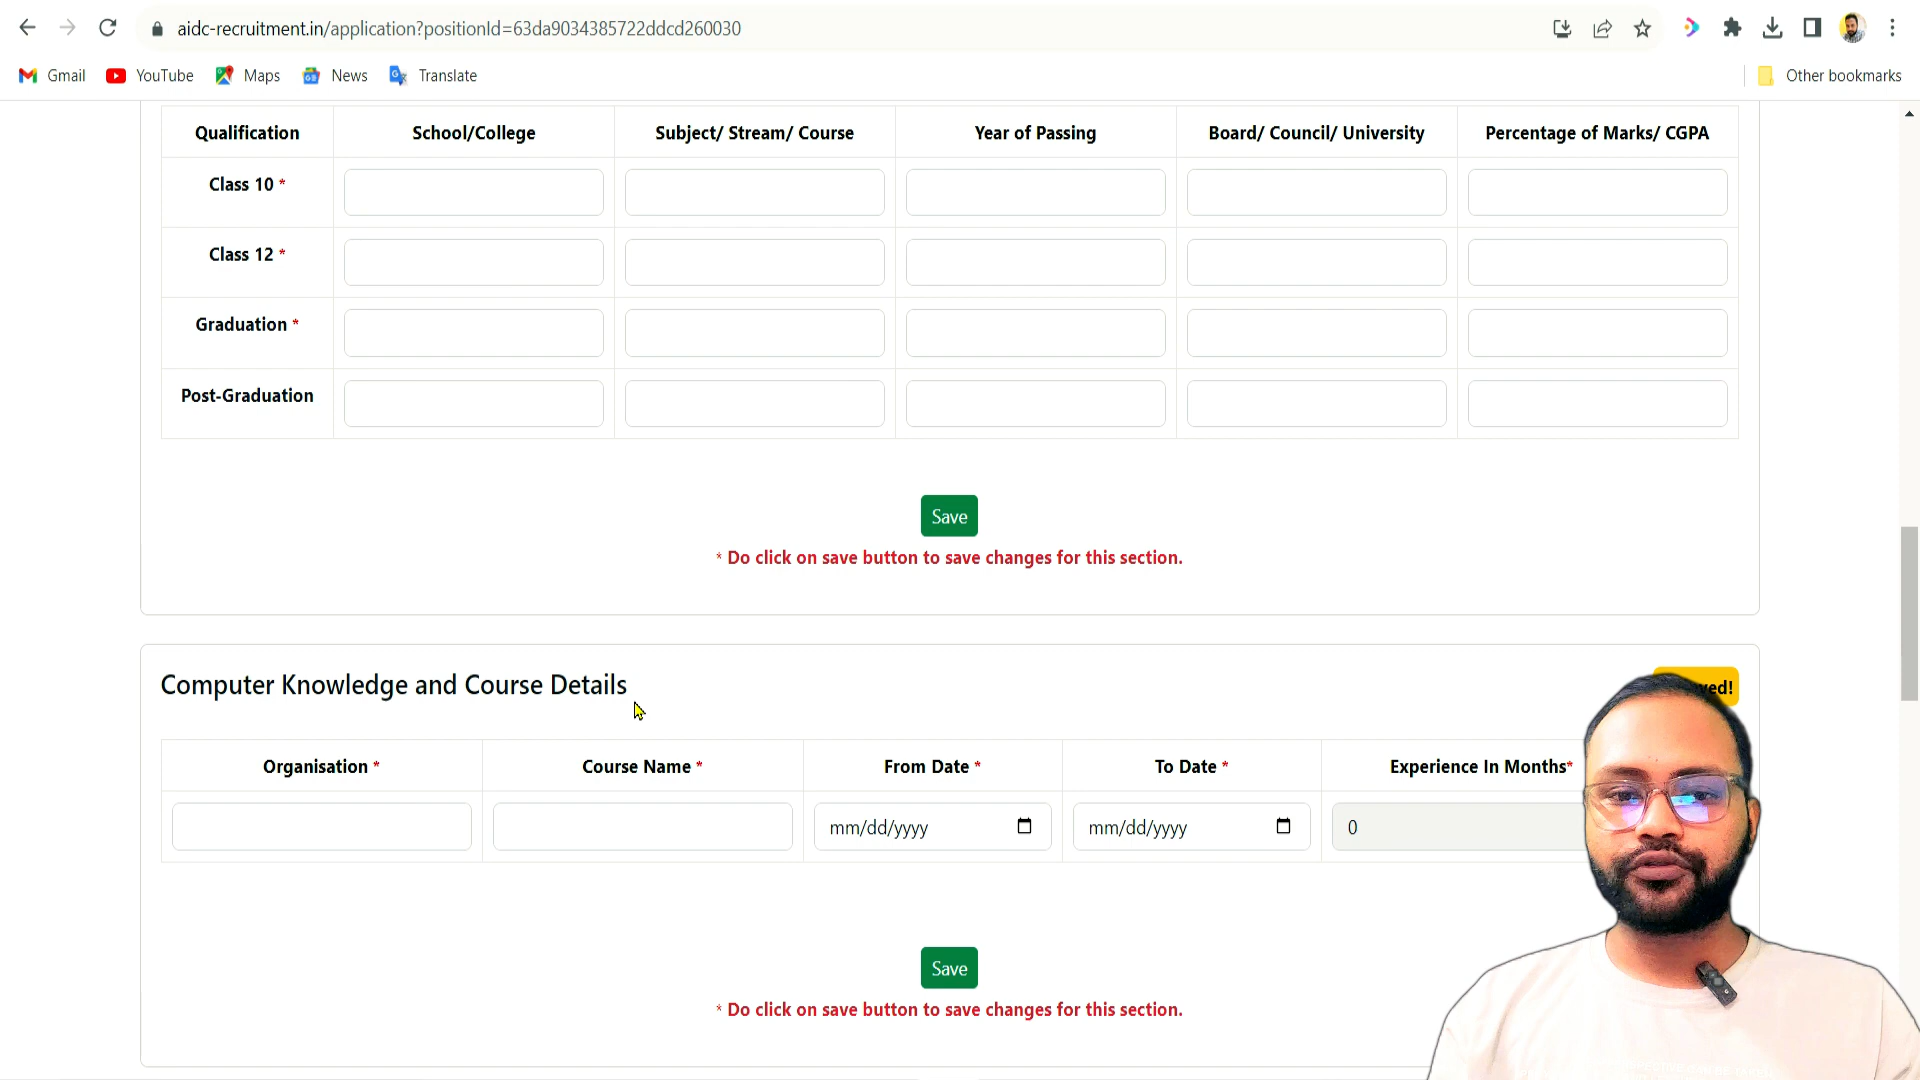 aidc-recruitment.in/application?positionId=63da9034385722ddcd260030
Gmail YouTube Maps News Translate Other bookmarks
Qualification School/College Subject/ Stream/ Course Year of Passing Board/ Council/ University Percentage of Marks/ CGPA
Class 10 *
Class 12 *
Graduation *
Post-Graduation
Save
* Do click on save button to save changes for this section.
Computer Knowledge and Course Details
Organisation * Course Name * From Date * To Date * Experience In Months*
mm/dd/yyyy mm/dd/yyyy 0
Save
* Do click on save button to save changes for this section.